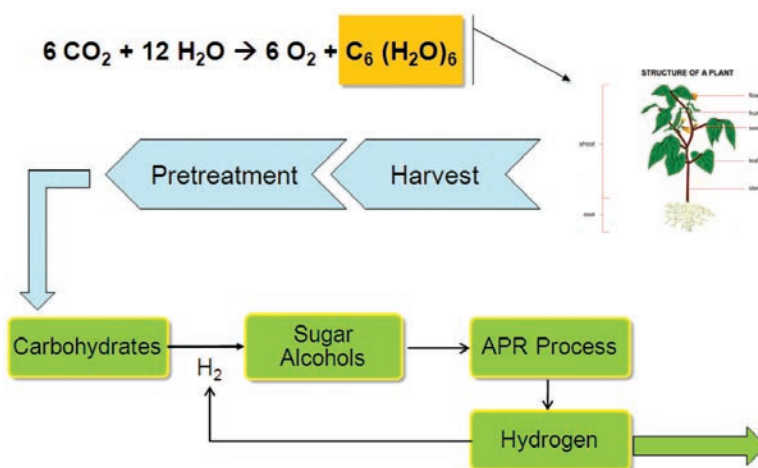 6 CO₂ + 12 H₂O → 6 O₂ + C₆ (H₂O)₆
STRUCTURE OF A PLANT
shoot
root
stem
Pretreatment
Harvest
Carbohydrates
H₂
Sugar
Alcohols
APR Process
Hydrogen